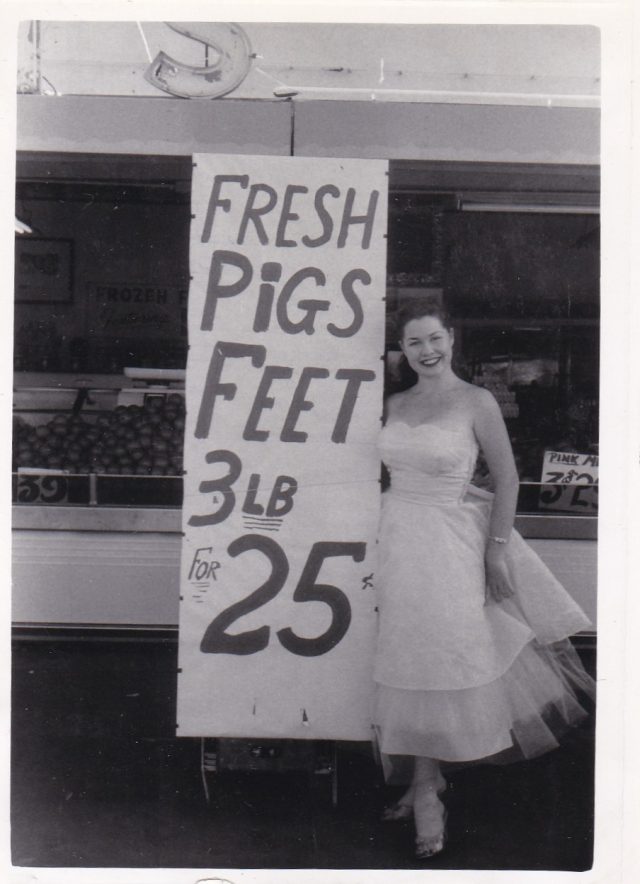 S
FRESH
PiGS
FEET
3 LB
FOR 25¢
FROZEN
39
PINK